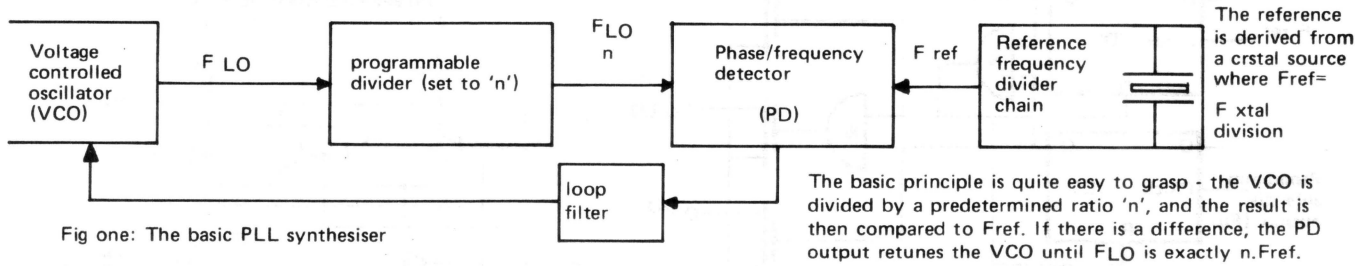 Voltage
controlled
oscillator
(VCO)
F LO
programmable
divider (set to 'n')
FLO
n
Phase/frequency
detector
(PD)
F ref
Reference
frequency
divider
chain
The reference
is derived from
a crstal source
where Fref=
F xtal
division
loop
filter
Fig one: The basic PLL synthesiser
The basic principle is quite easy to grasp - the VCO is
divided by a predetermined ratio 'n', and the result is
then compared to Fref. If there is a difference, the PD
output retunes the VCO until FLO is exactly n.Fref.